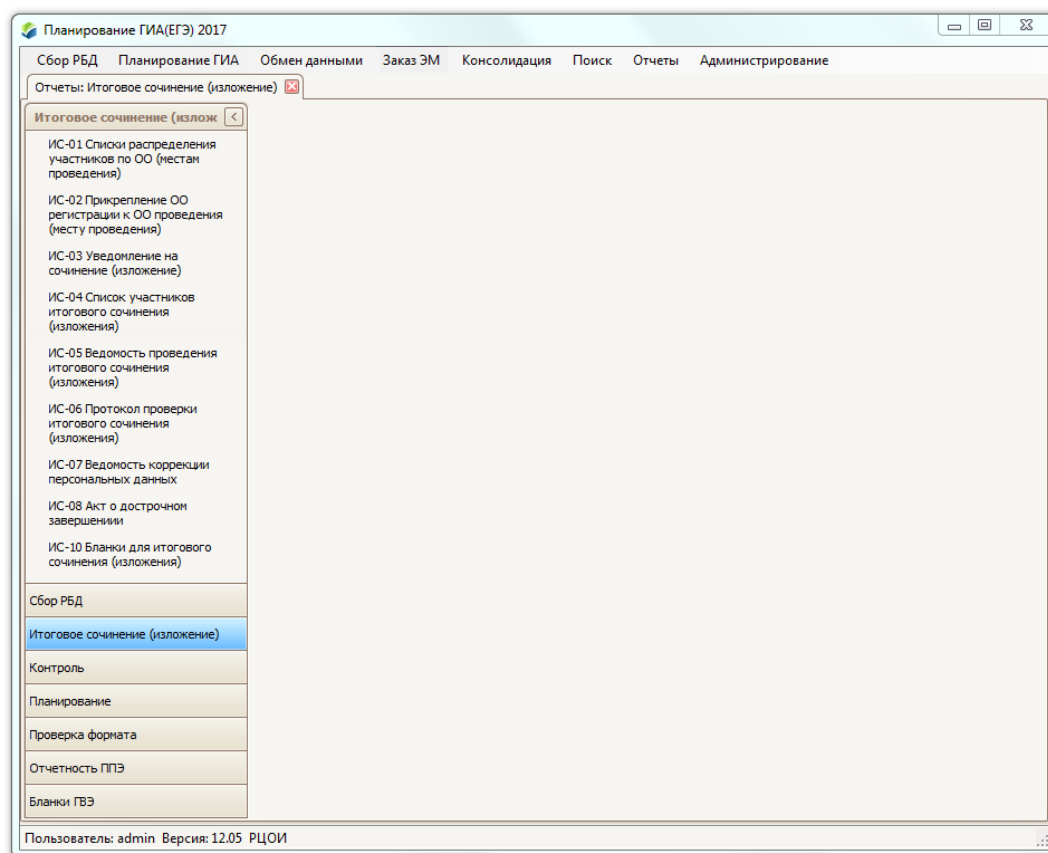 Планирование ГИА(ЕГЭ) 2017
Сбор РБД Планирование ГИА Обмен данными Заказ ЭМ Консолидация Поиск Отчеты Администрирование
Отчеты: Итоговое сочинение (изложение)
Итоговое сочинение (излож
ИС-01 Списки распределения
участников по ОО (местам
проведения)
ИС-02 Прикрепление ОО
регистрации к ОО проведения
(месту проведения)
ИС-03 Уведомление на
сочинение (изложение)
ИС-04 Список участников
итогового сочинения
(изложения)
ИС-05 Ведомость проведения
итогового сочинения
(изложения)
ИС-06 Протокол проверки
итогового сочинения
(изложения)
ИС-07 Ведомость коррекции
персональных данных
ИС-08 Акт о дострочном
завершениии
ИС-10 Бланки для итогового
сочинения (изложения)
Сбор РБД
Итоговое сочинение (изложение)
Контроль
Планирование
Проверка формата
Отчетность ППЭ
Бланки ГВЭ
Пользователь: admin Версия: 12.05 РЦОИ